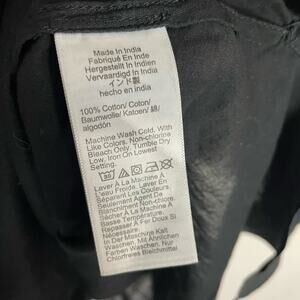 Made In India
Fabriqué En Inde
Hergestellt In Indien
Vervaardigd In India
インド製
hecho en india
100% Cotton/ Coton/
Baumwolle/ Katoen/ 綿/
algodón
Machine Wash Cold, With
Like Colors, Non-chlorine
Bleach Only, Tumble Dry
Low, Iron On Lowest
Setting.
Laver À La Machine À
L'eau Froide. Laver En
Séparant Les Couleurs.
Seulement Agent De
Blanchiment Non-chlore.
Sécher À La Machine À
Basse Température.
Repasser À Fer Doux Si
Nécessaire.
In Der Maschine Kalt
Waschen, Mit Ähnlichen
Farben Waschen. Nur
Chlorfreies Bleichmittel